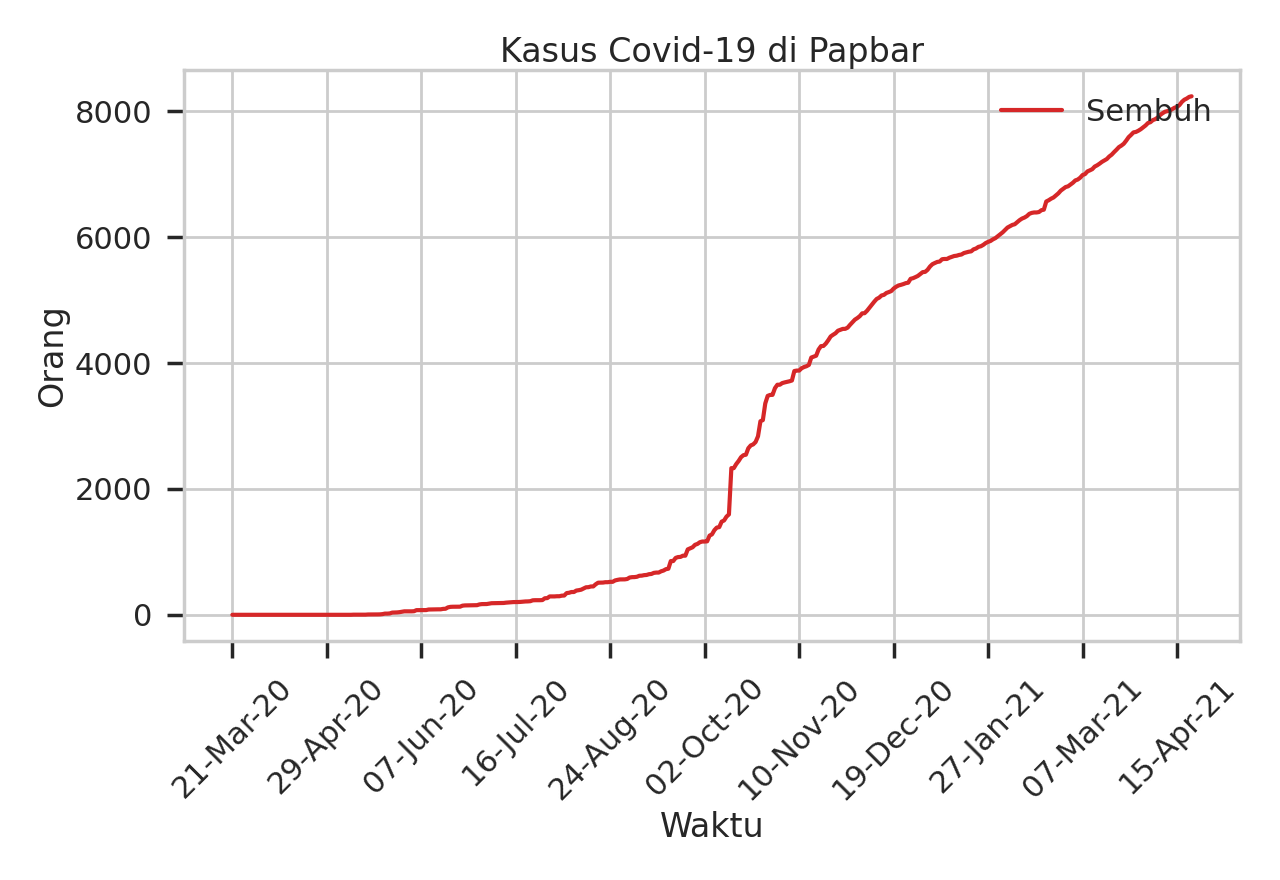 Kasus Covid-19 di Papbar
Sembuh
8000
6000
4000
2000
0
Orang
21-Mar-20
29-Apr-20
07-Jun-20
16-Jul-20
24-Aug-20
02-Oct-20
10-Nov-20
19-Dec-20
27-Jan-21
07-Mar-21
15-Apr-21
Waktu